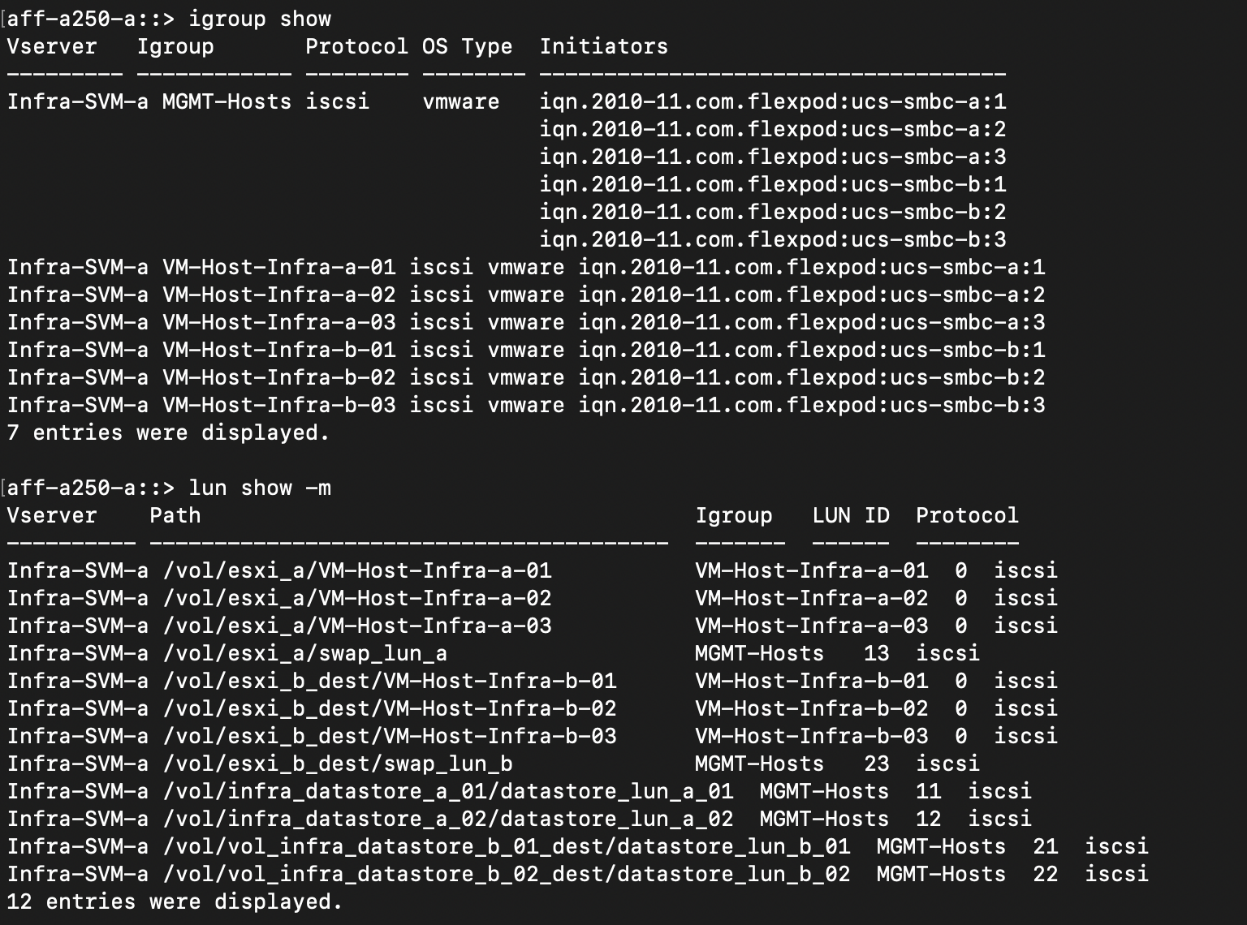 [aff-a250-a::> igroup show
Vserver   Igroup       Protocol OS Type  Initiators
--------- ------------ -------- -------- ------------------------------------
Infra-SVM-a MGMT-Hosts iscsi    vmware   iqn.2010-11.com.flexpod:ucs-smbc-a:1
                                         iqn.2010-11.com.flexpod:ucs-smbc-a:2
                                         iqn.2010-11.com.flexpod:ucs-smbc-a:3
                                         iqn.2010-11.com.flexpod:ucs-smbc-b:1
                                         iqn.2010-11.com.flexpod:ucs-smbc-b:2
                                         iqn.2010-11.com.flexpod:ucs-smbc-b:3
Infra-SVM-a VM-Host-Infra-a-01 iscsi vmware iqn.2010-11.com.flexpod:ucs-smbc-a:1
Infra-SVM-a VM-Host-Infra-a-02 iscsi vmware iqn.2010-11.com.flexpod:ucs-smbc-a:2
Infra-SVM-a VM-Host-Infra-a-03 iscsi vmware iqn.2010-11.com.flexpod:ucs-smbc-a:3
Infra-SVM-a VM-Host-Infra-b-01 iscsi vmware iqn.2010-11.com.flexpod:ucs-smbc-b:1
Infra-SVM-a VM-Host-Infra-b-02 iscsi vmware iqn.2010-11.com.flexpod:ucs-smbc-b:2
Infra-SVM-a VM-Host-Infra-b-03 iscsi vmware iqn.2010-11.com.flexpod:ucs-smbc-b:3
7 entries were displayed.

[aff-a250-a::> lun show -m
Vserver    Path                                      Igroup   LUN ID  Protocol
---------- ----------------------------------------  -------  ------  --------
Infra-SVM-a /vol/esxi_a/VM-Host-Infra-a-01           VM-Host-Infra-a-01  0  iscsi
Infra-SVM-a /vol/esxi_a/VM-Host-Infra-a-02           VM-Host-Infra-a-02  0  iscsi
Infra-SVM-a /vol/esxi_a/VM-Host-Infra-a-03           VM-Host-Infra-a-03  0  iscsi
Infra-SVM-a /vol/esxi_a/swap_lun_a                   MGMT-Hosts   13  iscsi
Infra-SVM-a /vol/esxi_b_dest/VM-Host-Infra-b-01      VM-Host-Infra-b-01  0  iscsi
Infra-SVM-a /vol/esxi_b_dest/VM-Host-Infra-b-02      VM-Host-Infra-b-02  0  iscsi
Infra-SVM-a /vol/esxi_b_dest/VM-Host-Infra-b-03      VM-Host-Infra-b-03  0  iscsi
Infra-SVM-a /vol/esxi_b_dest/swap_lun_b              MGMT-Hosts   23  iscsi
Infra-SVM-a /vol/infra_datastore_a_01/datastore_lun_a_01  MGMT-Hosts  11  iscsi
Infra-SVM-a /vol/infra_datastore_a_02/datastore_lun_a_02  MGMT-Hosts  12  iscsi
Infra-SVM-a /vol/vol_infra_datastore_b_01_dest/datastore_lun_b_01  MGMT-Hosts  21  iscsi
Infra-SVM-a /vol/vol_infra_datastore_b_02_dest/datastore_lun_b_02  MGMT-Hosts  22  iscsi
12 entries were displayed.